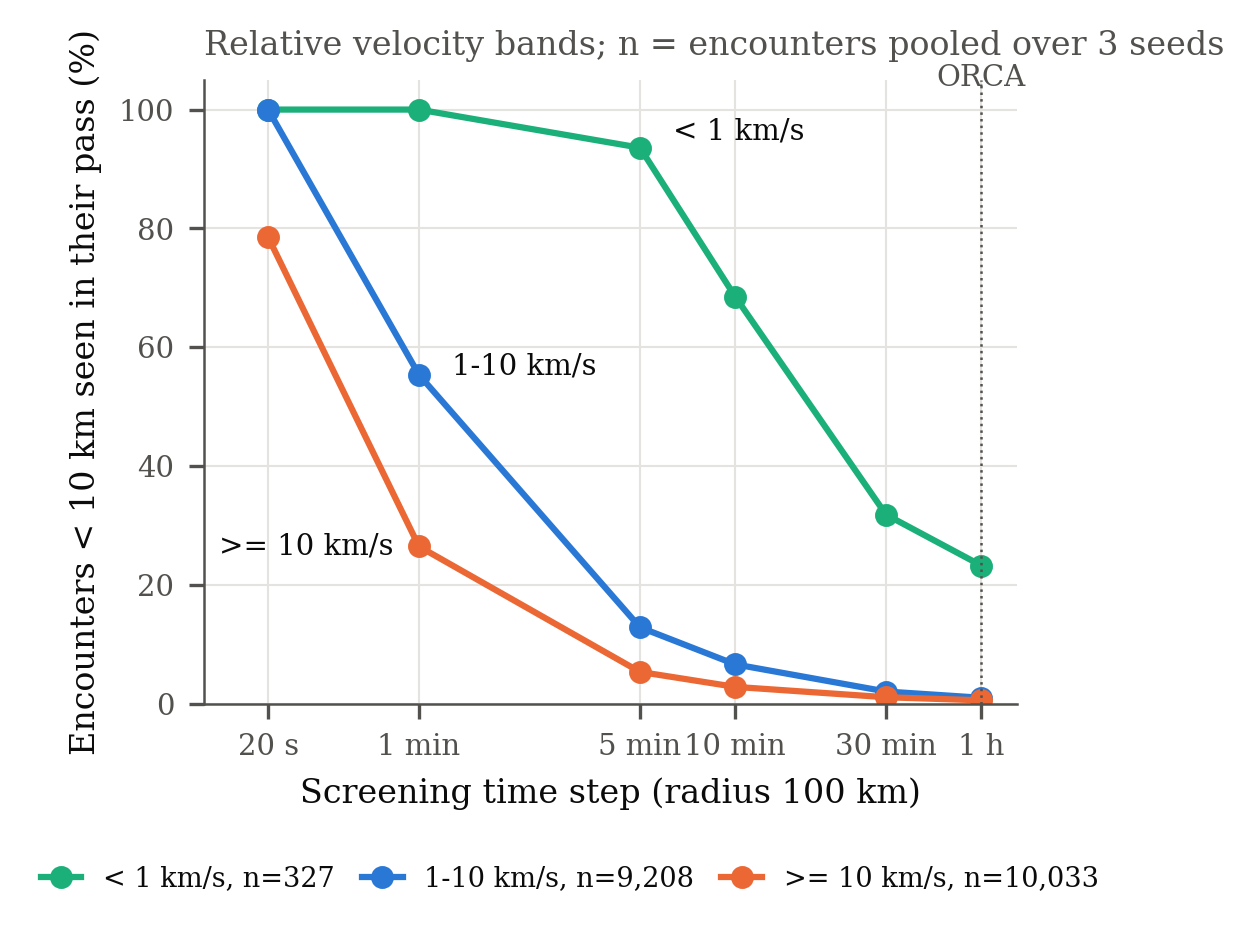 Relative velocity bands; n = encounters pooled over 3 seeds
ORCA
Encounters < 10 km seen in their pass (%)
100
80
60
40
20
0
< 1 km/s
1-10 km/s
>= 10 km/s
20 s 1 min 5 min 10 min 30 min 1 h
Screening time step (radius 100 km)
< 1 km/s, n=327 1-10 km/s, n=9,208 >= 10 km/s, n=10,033